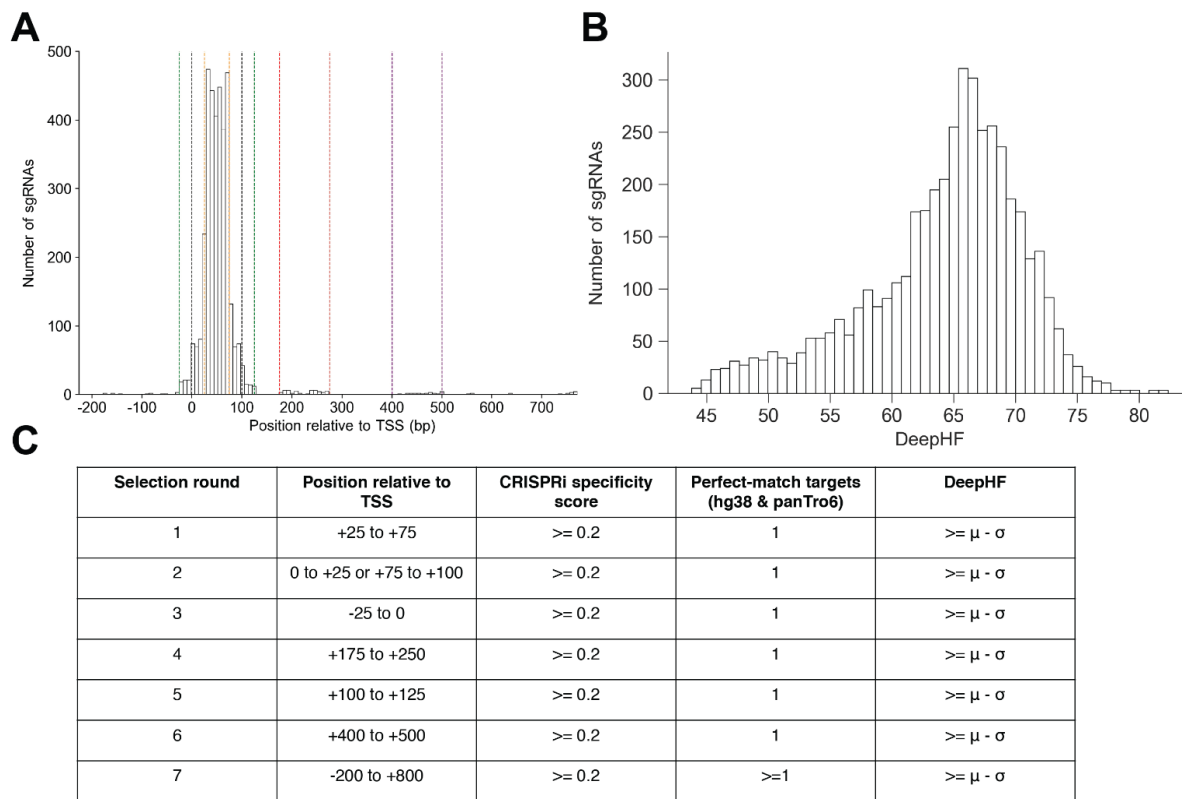 A
500
400
300
200
100
0
Number of sgRNAs
-200 -100 0 100 200 300 400 500 600 700
Position relative to TSS (bp)
B
300
250
200
150
100
50
0
Number of sgRNAs
45 50 55 60 65 70 75 80
DeepHF
C
Selection round
Position relative to
TSS
CRISPRi specificity
score
Perfect-match targets
(hg38 & panTro6)
DeepHF
1 +25 to +75 >= 0.2 1 >= μ - σ
2 0 to +25 or +75 to +100 >= 0.2 1 >= μ - σ
3 -25 to 0 >= 0.2 1 >= μ - σ
4 +175 to +250 >= 0.2 1 >= μ - σ
5 +100 to +125 >= 0.2 1 >= μ - σ
6 +400 to +500 >= 0.2 1 >= μ - σ
7 -200 to +800 >= 0.2 >=1 >= μ - σ